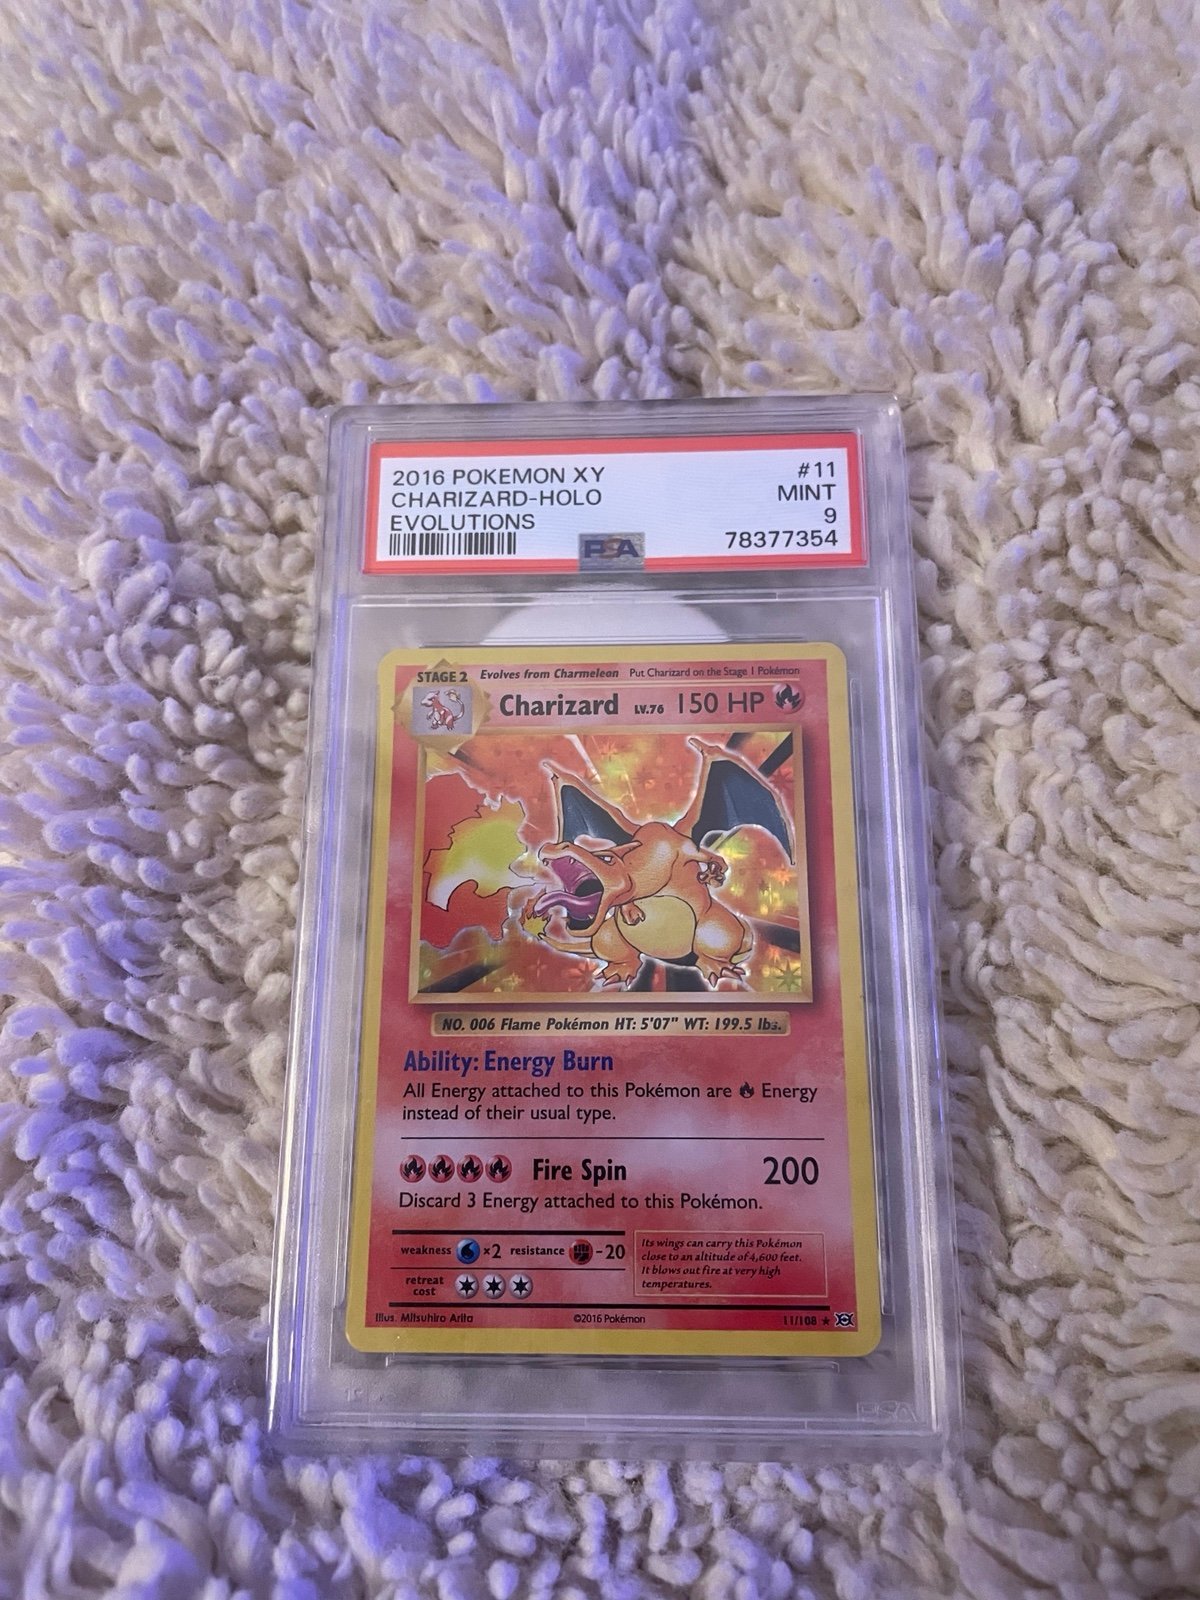 2016 POKEMON XY #11
CHARIZARD-HOLO MINT
EVOLUTIONS 9
PSA 78377354
STAGE 2 Evolves from Charmeleon Put Charizard on the Stage 1 Pokémon
Charizard LV.76 150 HP
NO. 006 Flame Pokémon HT: 5'07" WT: 199.5 lbs.
Ability: Energy Burn
All Energy attached to this Pokémon are Energy
instead of their usual type.
Fire Spin 200
Discard 3 Energy attached to this Pokémon.
weakness ×2 resistance -20
retreat
cost
Its wings can carry this Pokémon
close to an altitude of 4,600 feet.
It blows out fire at very high
temperatures.
Illus. Mitsuhiro Arita ©2016 Pokémon 11/108 ★
PSA